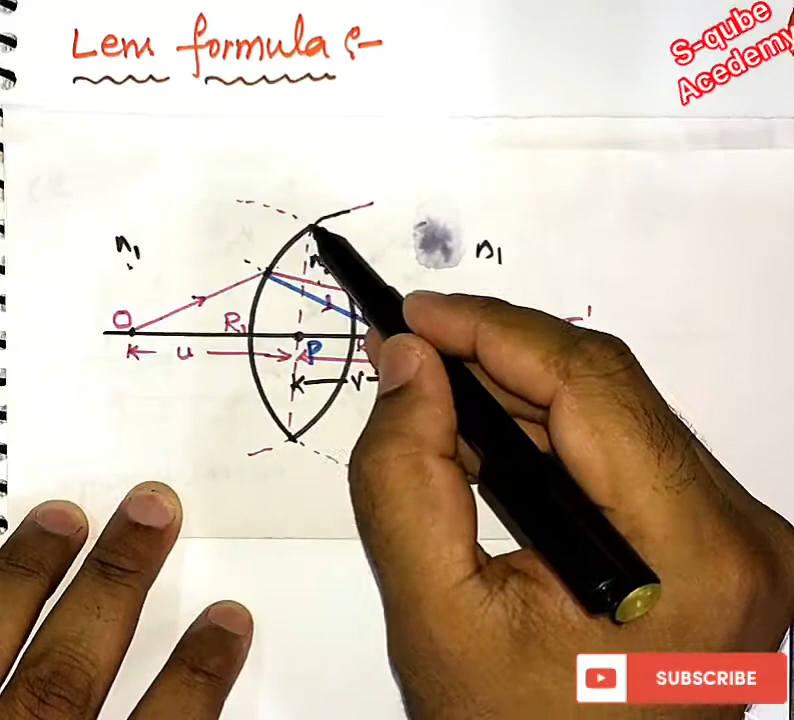 Lens formula :-
S-qube
Acedemy
n₁
n₁
O
R₁
I'
u
P
v
SUBSCRIBE